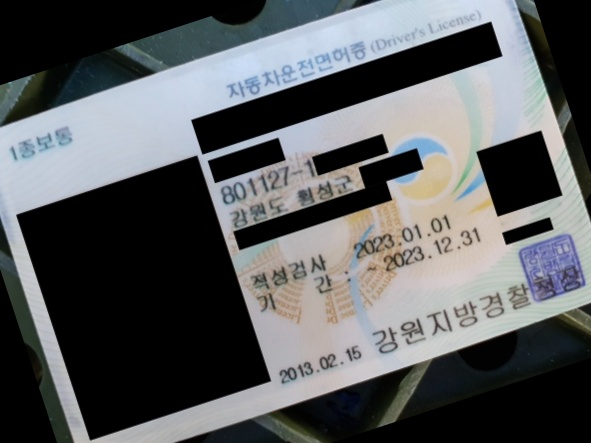 자동차운전면허증 (Driver's License)
1종보통
801127-1
강원도 횡성군
적성검사 2023.01.01
기 간 : ~ 2023.12.31
2013.02.15 강원지방경찰청장